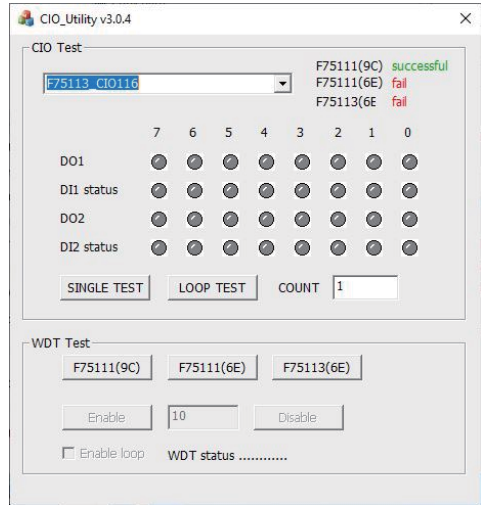 CIO_Utility v3.0.4
CIO Test
F75113_CIO116
F75111(9C) successful
F75111(6E) fail
F75113(6E fail
7 6 5 4 3 2 1 0
DO1
DI1 status
DO2
DI2 status
SINGLE TEST LOOP TEST COUNT 1
WDT Test
F75111(9C) F75111(6E) F75113(6E)
Enable 10 Disable
Enable loop WDT status ............